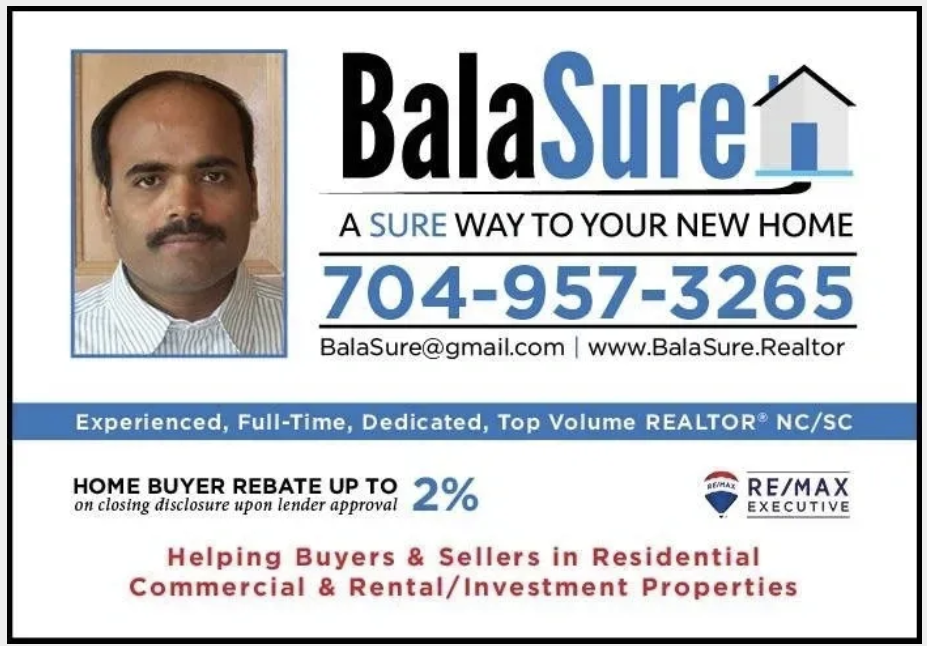 BalaSure
A SURE WAY TO YOUR NEW HOME
704-957-3265
BalaSure@gmail.com | www.BalaSure.Realtor
Experienced, Full-Time, Dedicated, Top Volume REALTOR® NC/SC
HOME BUYER REBATE UP TO 2%
on closing disclosure upon lender approval
RE/MAX
RE/MAX
EXECUTIVE
Helping Buyers & Sellers in Residential
Commercial & Rental/Investment Properties